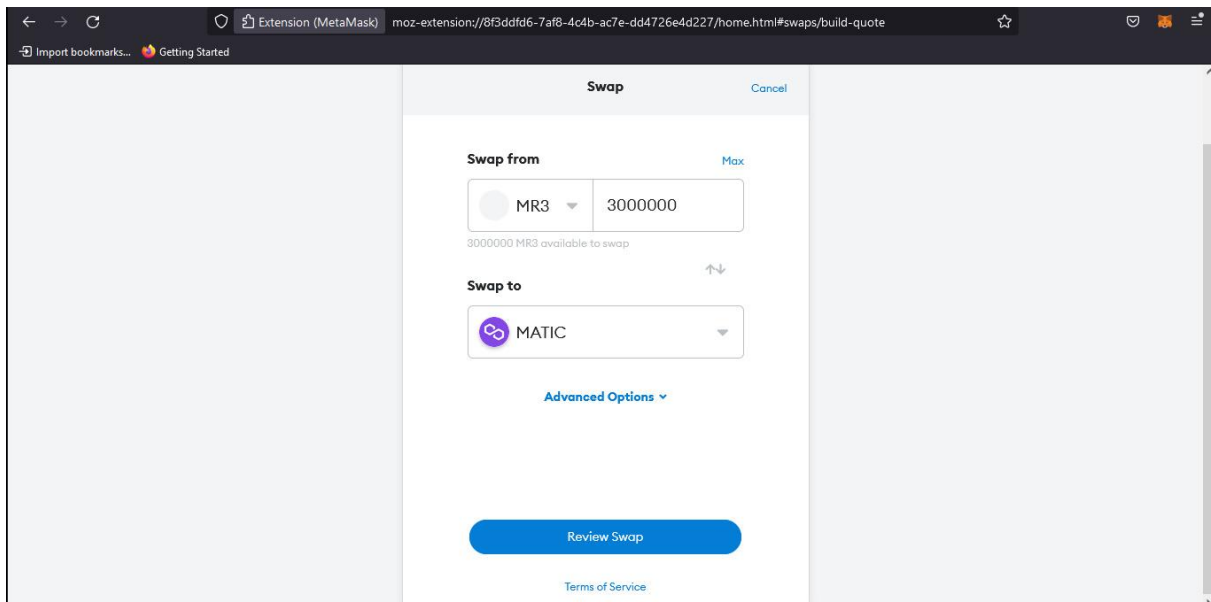 Extension (MetaMask) moz-extension://8f3ddfd6-7af8-4c4b-ac7e-dd4726e4d227/home.html#swaps/build-quote
Import bookmarks... Getting Started
Swap Cancel
Swap from Max
MR3 3000000
3000000 MR3 available to swap
Swap to
MATIC
Advanced Options
Review Swap
Terms of Service